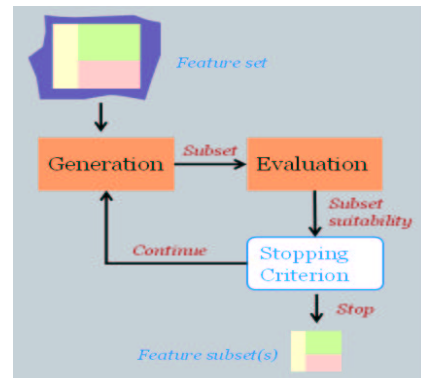 Feature set
Generation
Subset
Evaluation
Subset
suitability
Continue
Stopping
Criterion
Stop
Feature subset(s)